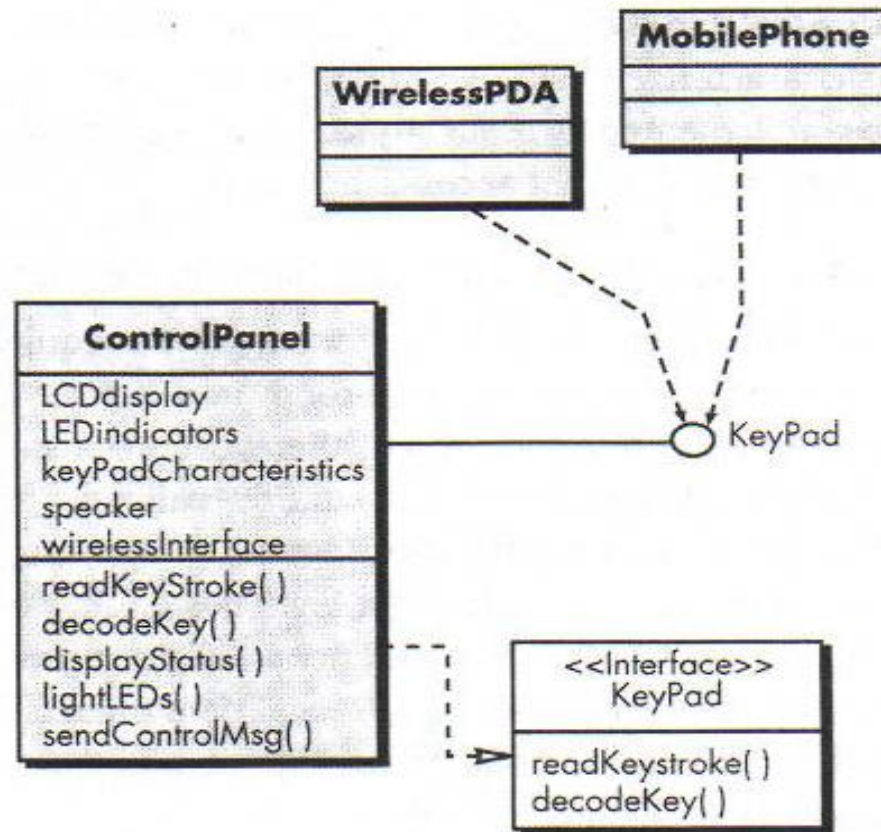 MobilePhone
WirelessPDA
ControlPanel
LCDdisplay
LEDindicators
keyPadCharacteristics
speaker
wirelessInterface
readKeyStroke( )
decodeKey( )
displayStatus( )
lightLEDs( )
sendControlMsg( )
KeyPad
<<Interface>>
KeyPad
readKeystroke( )
decodeKey( )